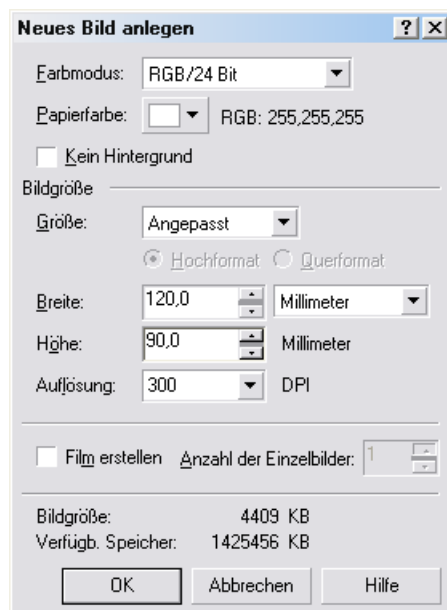 Neues Bild anlegen ? ×
Farbmodus: RGB/24 Bit
Papierfarbe: RGB: 255,255,255
Kein Hintergrund
Bildgröße
Größe: Angepasst
Hochformat Querformat
Breite: 120,0 Millimeter
Höhe: 90,0 Millimeter
Auflösung: 300 DPI
Film erstellen Anzahl der Einzelbilder: 1
Bildgröße: 4409 KB
Verfügb. Speicher: 1425456 KB
OK Abbrechen Hilfe